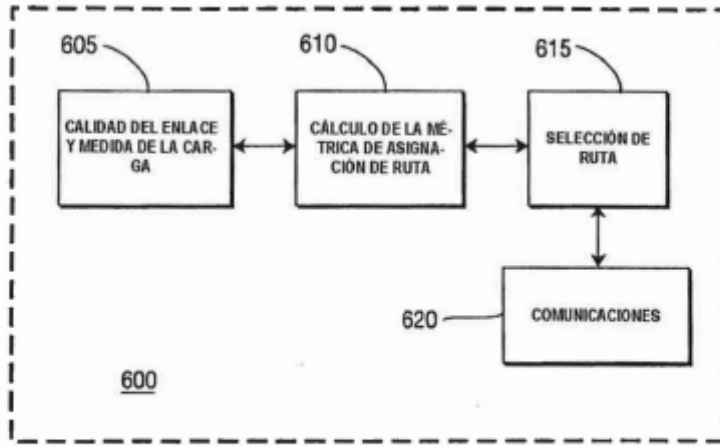 605
610
615
CALIDAD DEL ENLACE
Y MEDIDA DE LA CAR-
GA
CÁLCULO DE LA MÉ-
TRICA DE ASIGNA-
CIÓN DE RUTA
SELECCIÓN DE
RUTA
620
COMUNICACIONES
600